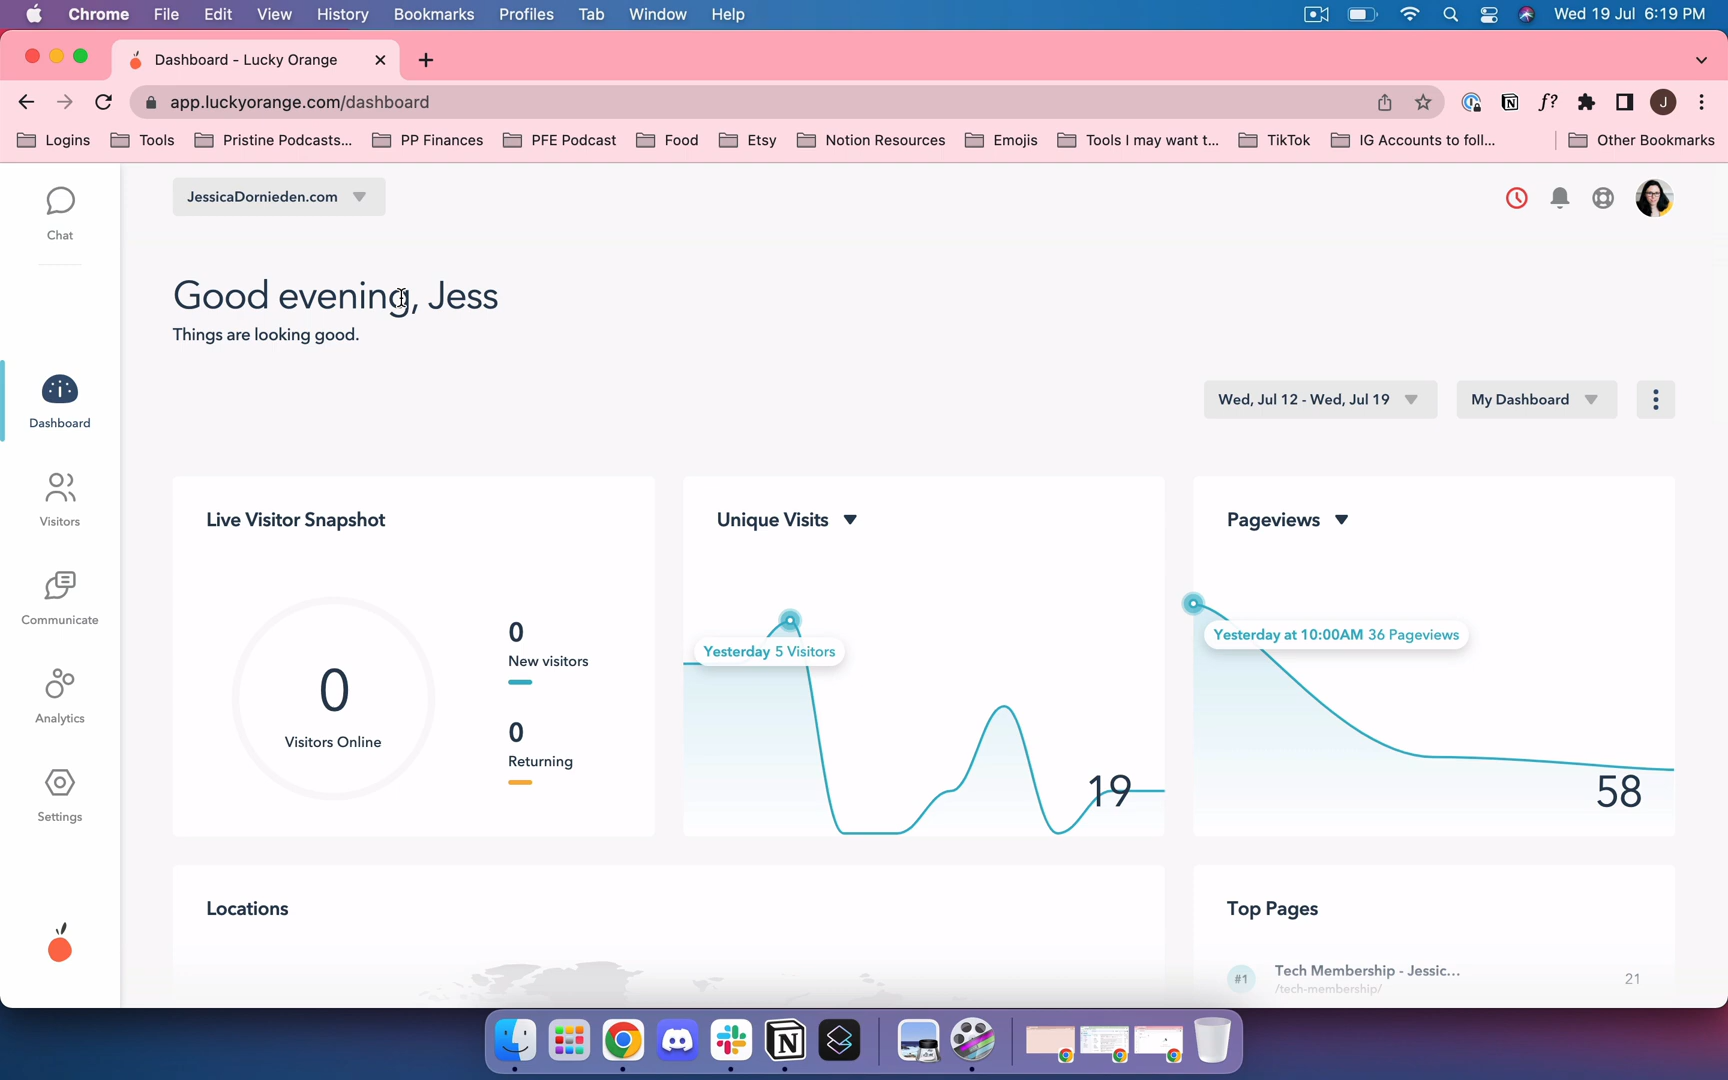 Chrome File Edit View History Bookmarks Profiles Tab Window Help Wed 19 Jul 6:19 PM
Dashboard - Lucky Orange
app.luckyorange.com/dashboard
f?
J
Logins Tools Pristine Podcasts... PP Finances PFE Podcast Food Etsy Notion Resources Emojis Tools I may want t... TikTok IG Accounts to foll... Other Bookmarks
Chat
Dashboard
Visitors
Communicate
Analytics
Settings
JessicaDornieden.com
Good evening, Jess
Things are looking good.
Wed, Jul 12 - Wed, Jul 19 My Dashboard
Live Visitor Snapshot
0
Visitors Online
0
New visitors
0
Returning
Unique Visits
Yesterday 5 Visitors
19
Pageviews
Yesterday at 10:00AM 36 Pageviews
58
Locations
Top Pages
#1 Tech Membership - Jessic... 21
/tech-membership/